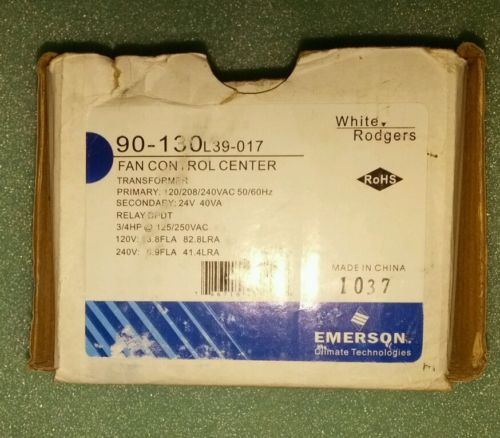 White
Rodgers
90-130L39-017
FAN CONTROL CENTER
TRANSFORMER
PRIMARY: 120/208/240VAC 50/60Hz
SECONDARY: 24V 40VA
RELAY DPDT
3/4HP @ 125/250VAC
120V: 13.8FLA 82.8LRA
240V: 6.9FLA 41.4LRA
RoHS
MADE IN CHINA
1037
EMERSON.
Climate Technologies